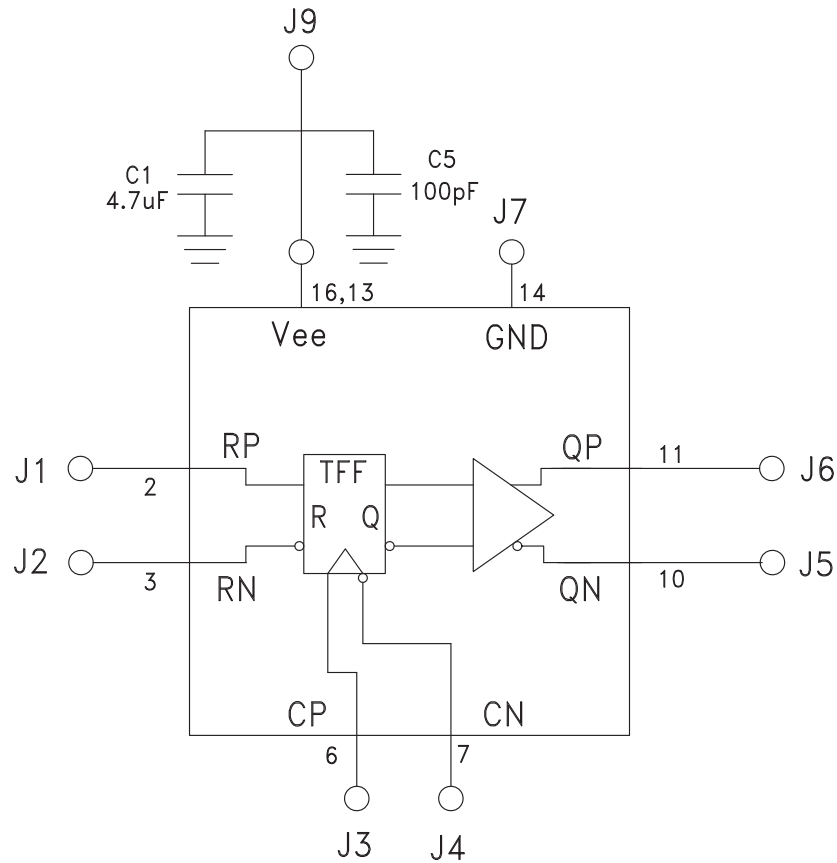 J9
C1
4.7uF
C5
100pF
J7
16,13
14
Vee
GND
J1
2
RP
TFF
R Q
QP
11
J6
J2
3
RN
QN
10
J5
CP
CN
6
7
J3
J4